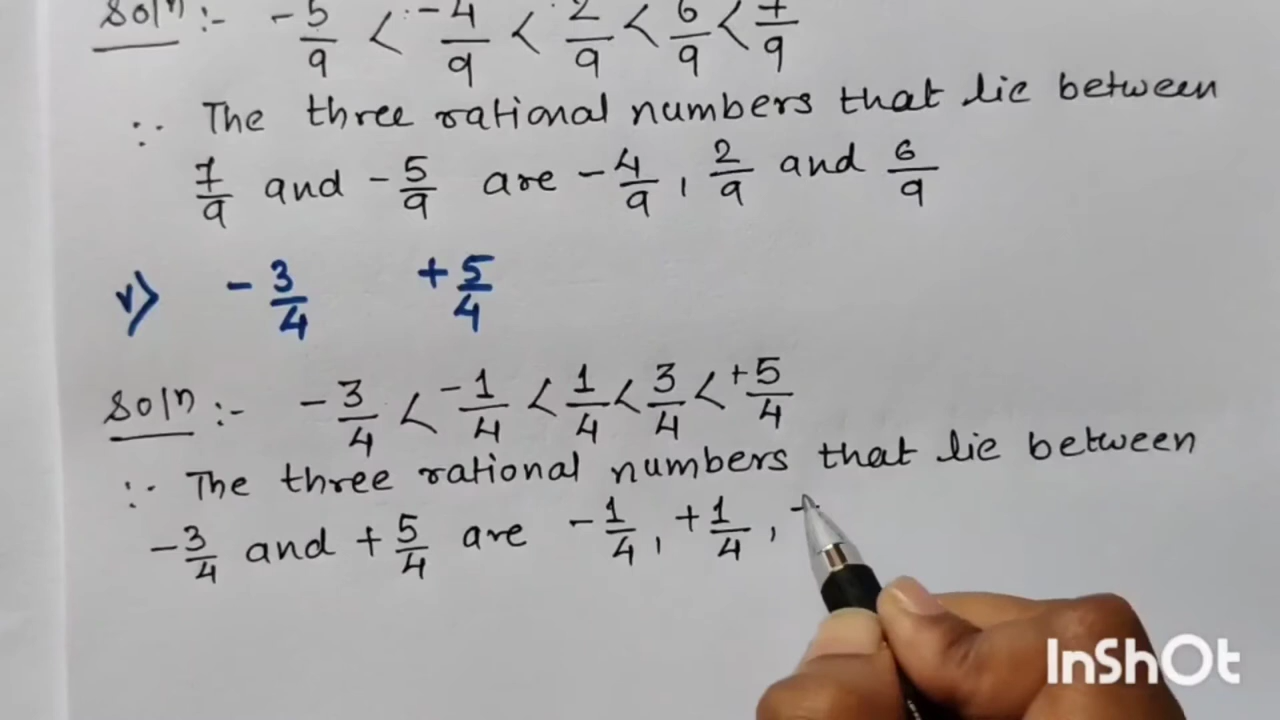 Soln :- -5/9 < -4/9 < 2/9 < 6/9 < 7/9
∴ The three rational numbers that lie between
7/9 and -5/9 are -4/9, 2/9 and 6/9
v) -3/4 +5/4
Soln :- -3/4 < -1/4 < 1/4 < 3/4 < +5/4
∴ The three rational numbers that lie between
-3/4 and +5/4 are -1/4, +1/4,
InShOt